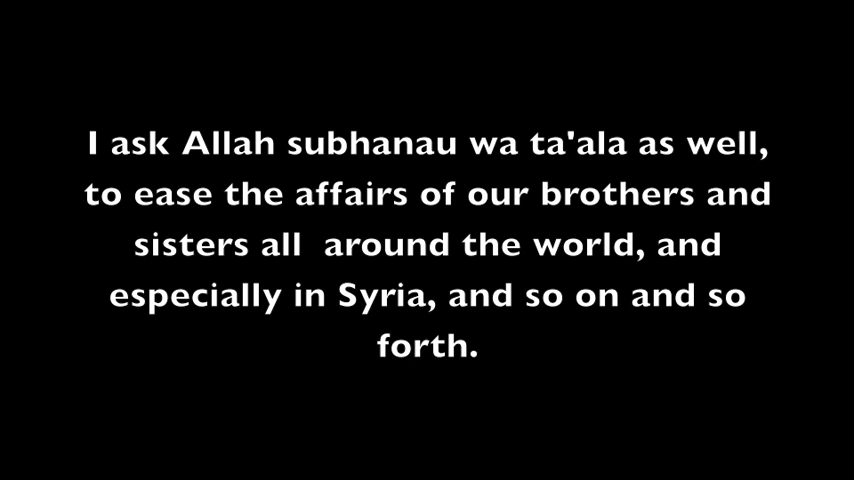 I ask Allah subhanau wa ta'ala as well,
to ease the affairs of our brothers and
sisters all  around the world, and
especially in Syria, and so on and so
forth.